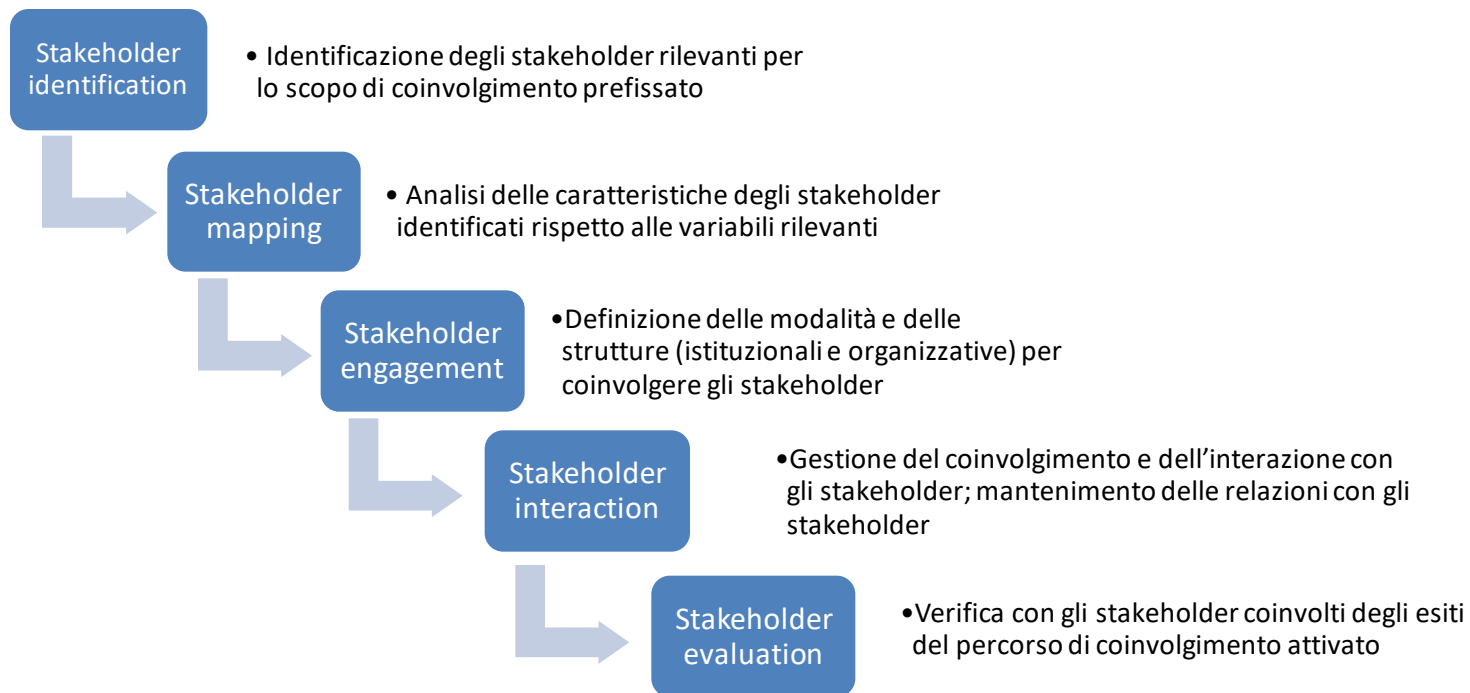 Stakeholder
identification
• Identificazione degli stakeholder rilevanti per
lo scopo di coinvolgimento prefissato
Stakeholder
mapping
• Analisi delle caratteristiche degli stakeholder
identificati rispetto alle variabili rilevanti
Stakeholder
engagement
•Definizione delle modalità e delle
strutture (istituzionali e organizzative) per
coinvolgere gli stakeholder
Stakeholder
interaction
•Gestione del coinvolgimento e dell’interazione con
gli stakeholder; mantenimento delle relazioni con gli
stakeholder
Stakeholder
evaluation
•Verifica con gli stakeholder coinvolti degli esiti
del percorso di coinvolgimento attivato